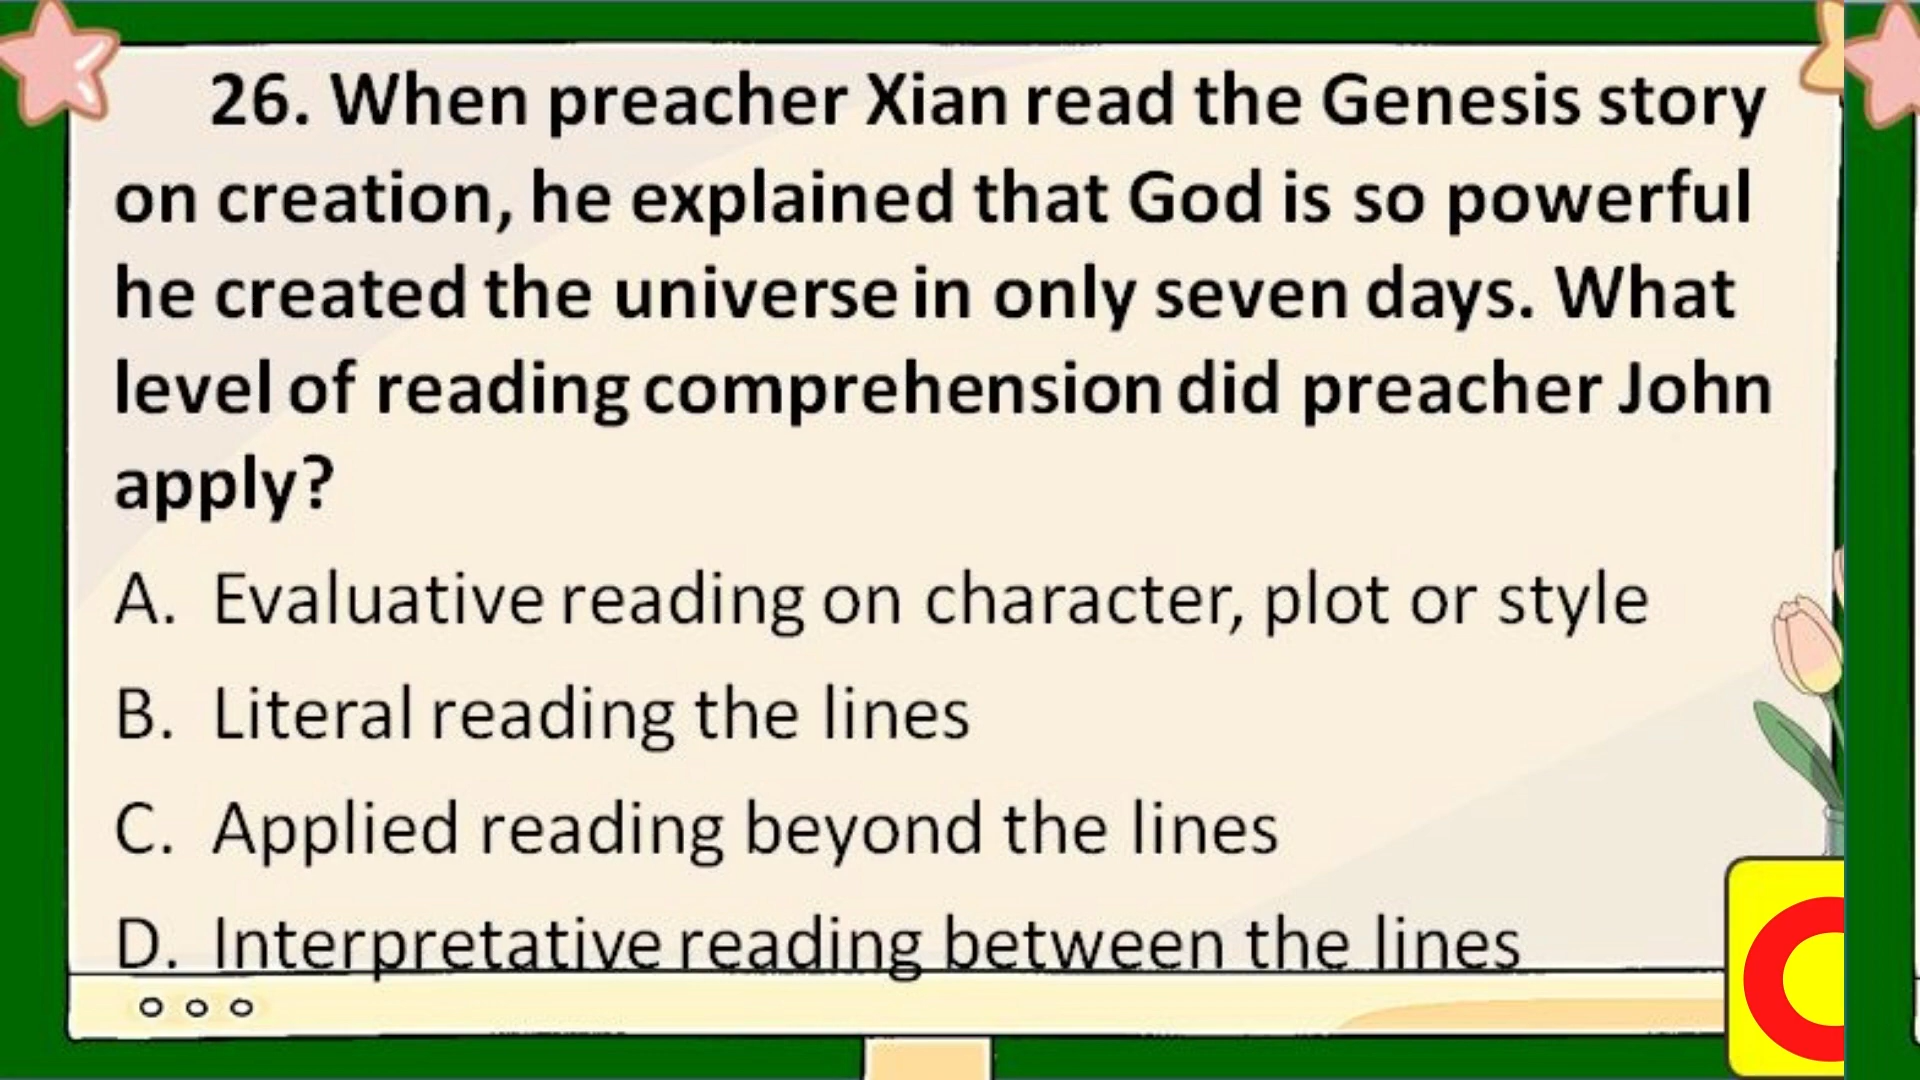 26. When preacher Xian read the Genesis story
on creation, he explained that God is so powerful
he created the universe in only seven days. What
level of reading comprehension did preacher John
apply?
A. Evaluative reading on character, plot or style
B. Literal reading the lines
C. Applied reading beyond the lines
D. Interpretative reading between the lines